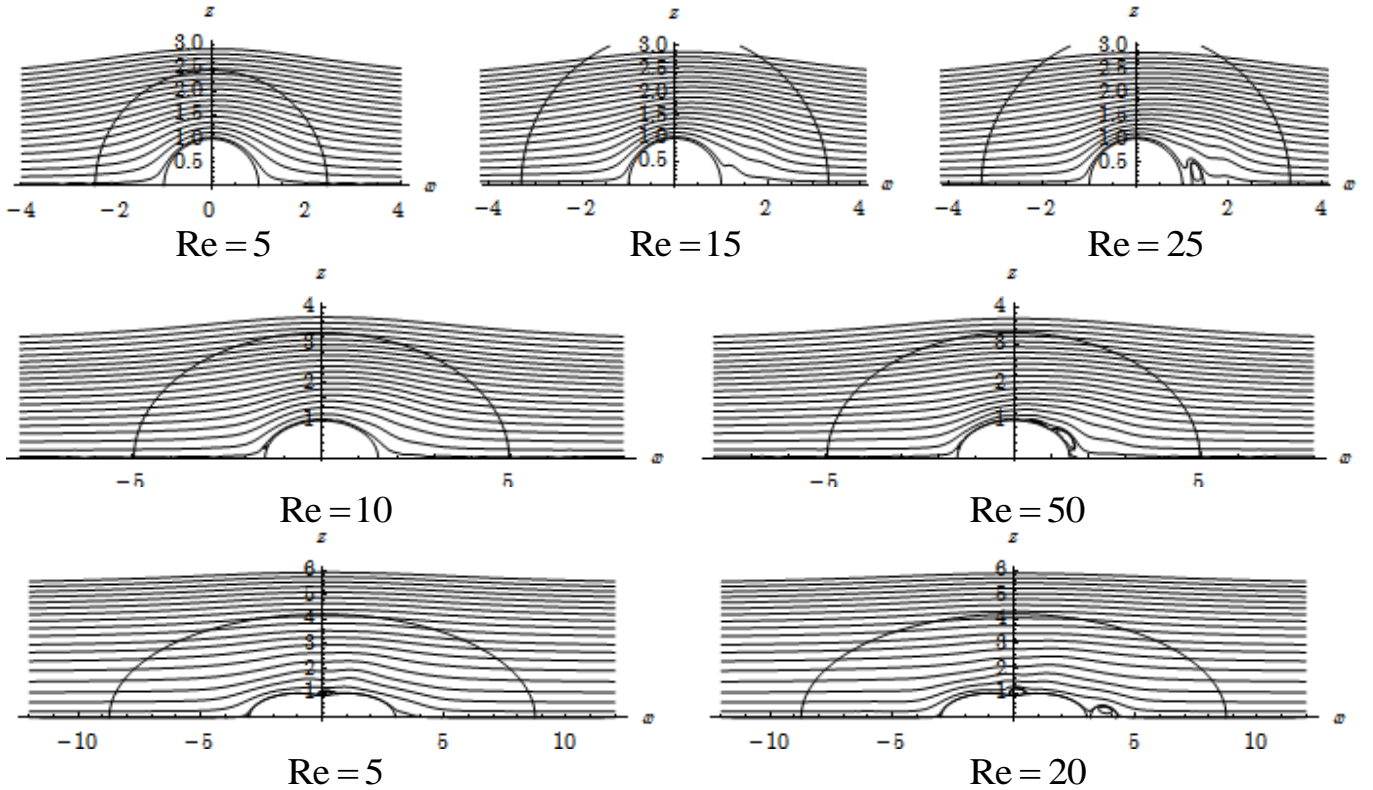 z z z
3.0 3.0 3.0
2.5 2.5 2.5
2.0 2.0 2.0
1.5 1.5 1.5
1.0 1.0 1.0
0.5 0.5
x x x
−4 −2 0 2 4 −4 −2 2 4 −2 2 4
Re = 5 Re = 15 Re = 25
z z
4 4
3 3
2 2
1 1
x x
−5 5 −5 5
Re = 10 Re = 50
z z
6 6
5 5
4 4
3 3
2 2
1 1
x x
−10 −5 5 10 −10 −5 5 10
Re = 5 Re = 20